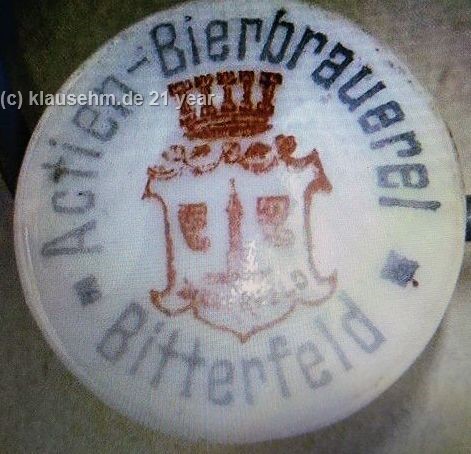 (c) klausehm.de 21 year
Actien-Bierbrauerei
Bitterfeld